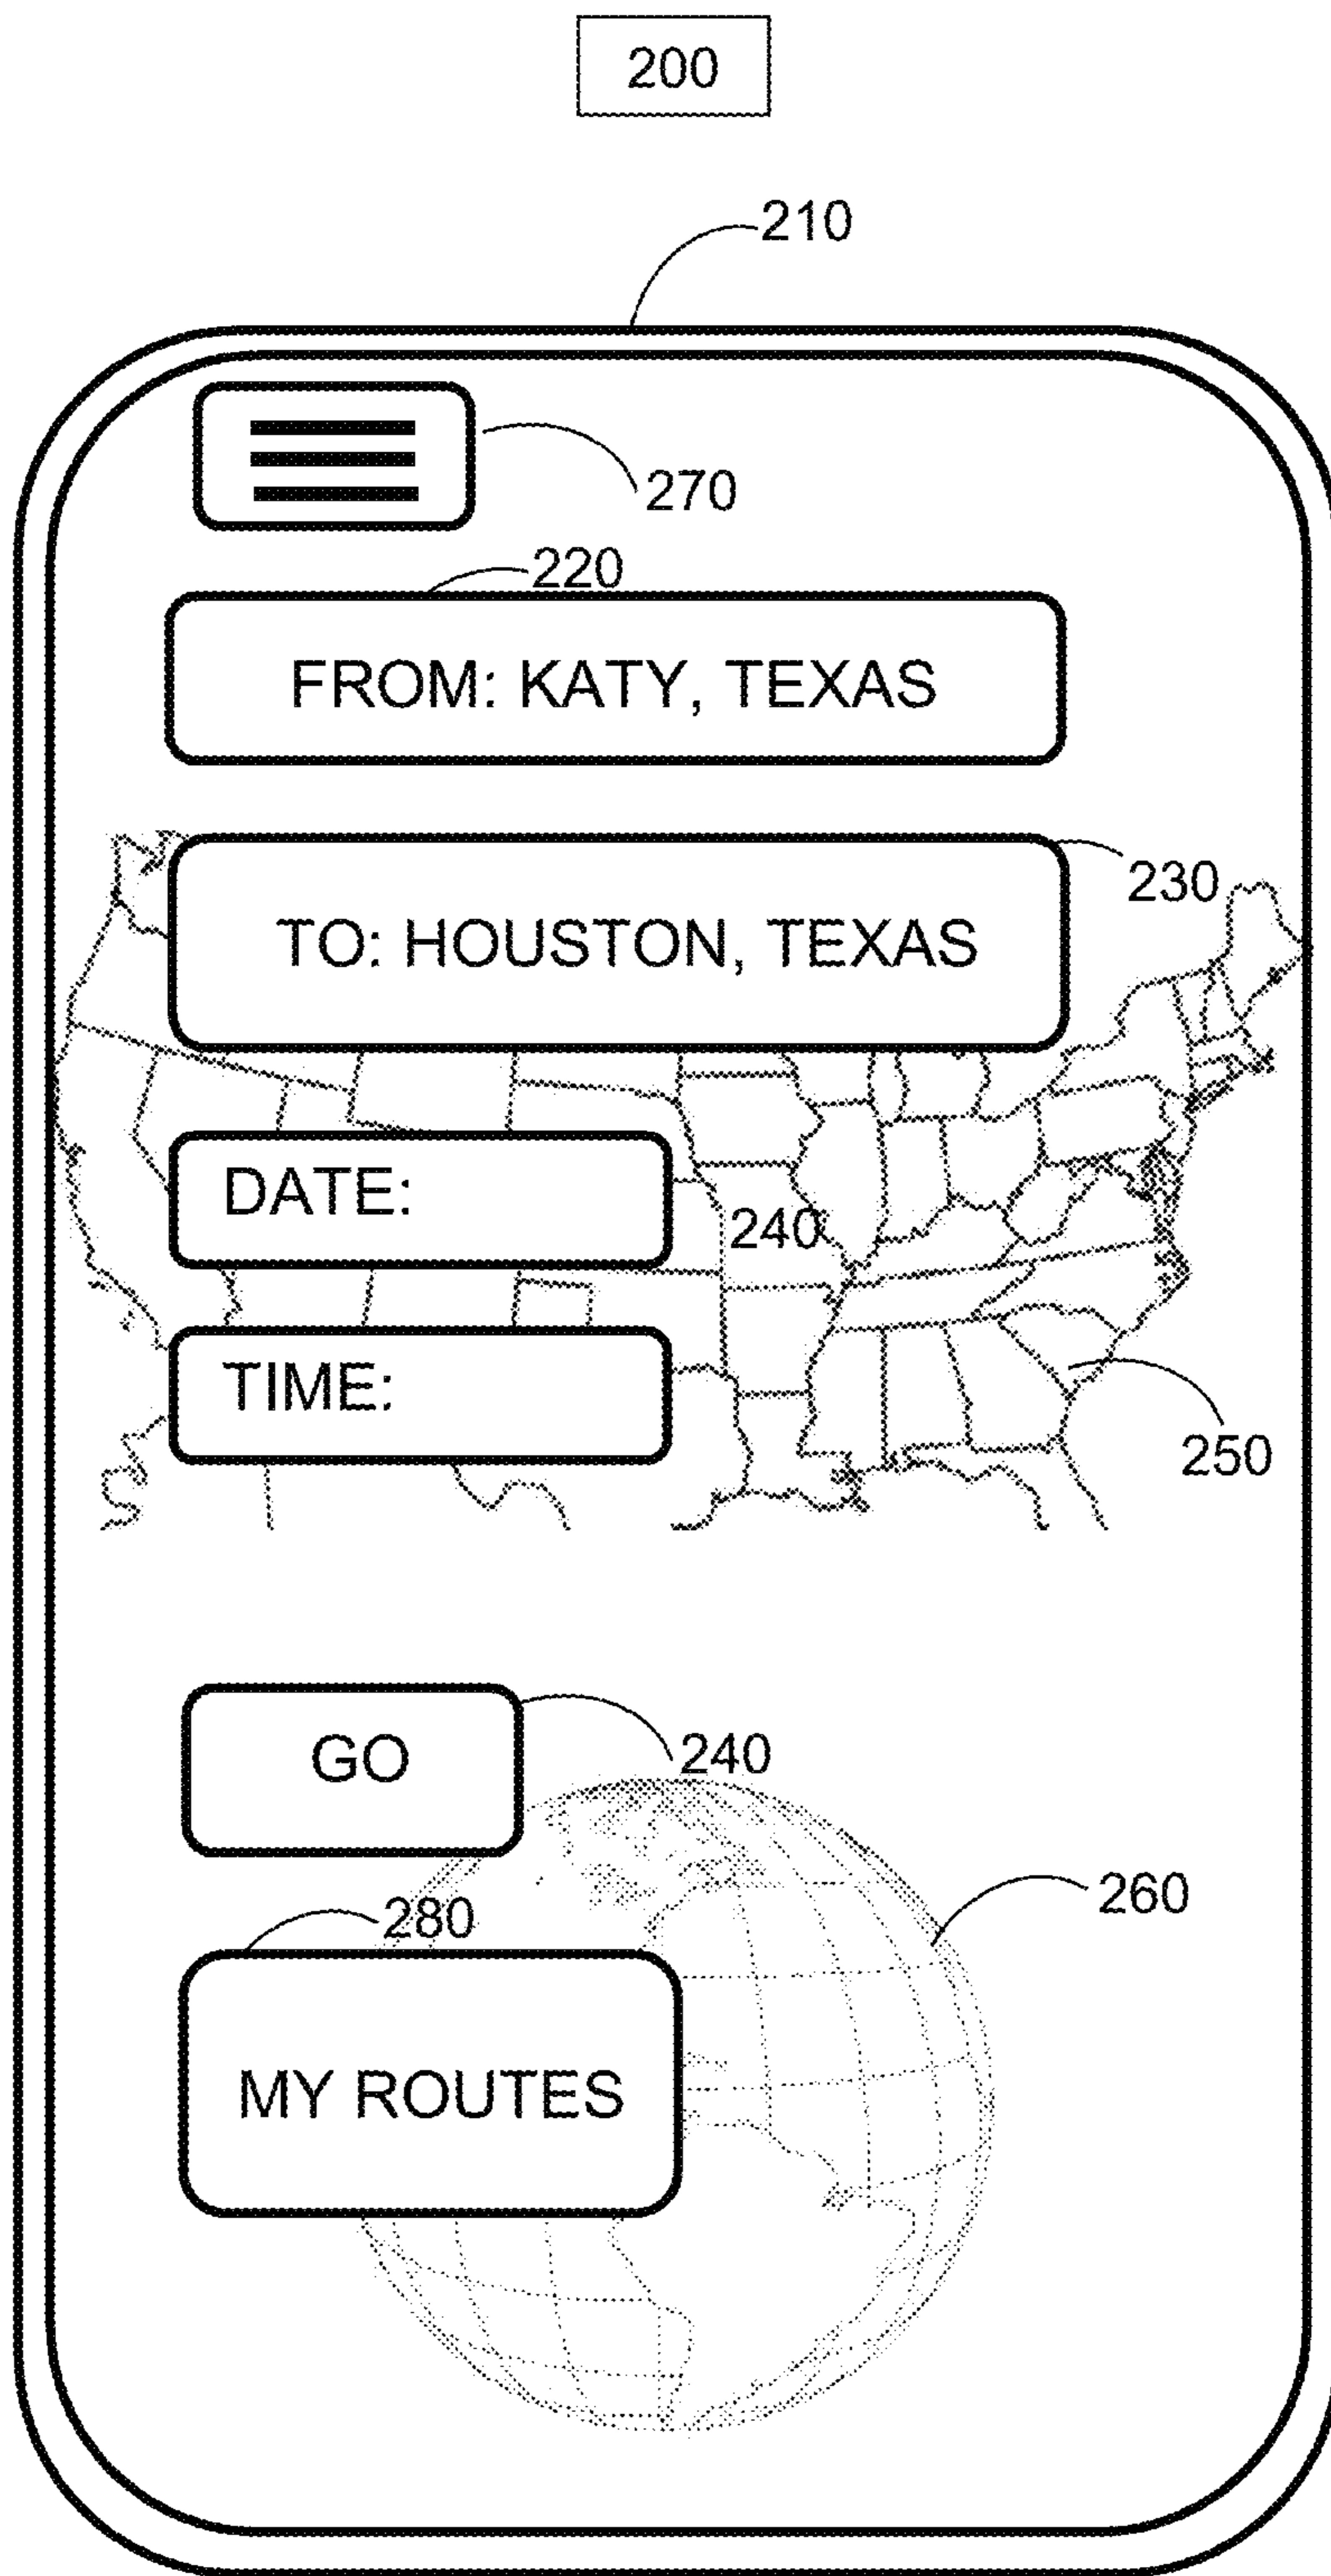 200
210
270
220
FROM: KATY, TEXAS
230
TO: HOUSTON, TEXAS
DATE:
240
TIME:
250
GO
240
260
280
MY ROUTES